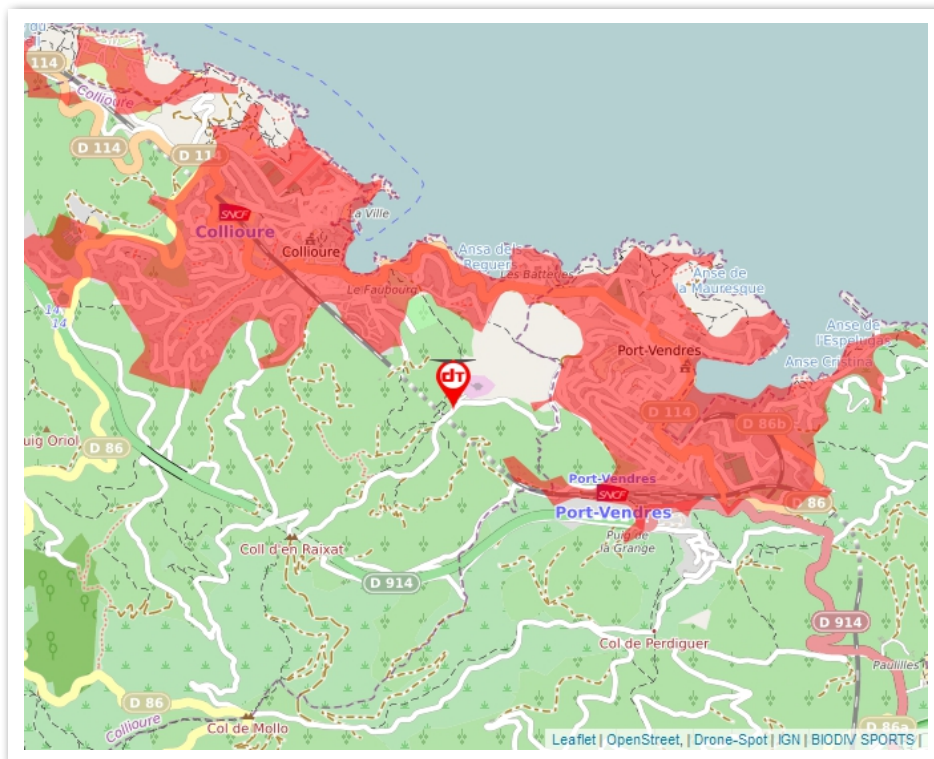 114
Collioure
D 114
D 114
SNCF
Collioure
Collioure
La Ville
Ansa dels
Reguers
Les Batteries
Anse de
la Mauresque
Le Faubourg
14
14
Port-Vendres
Anse de
l'Espelugas
Anse Cristina
dT
D 114
D 86b
uig Oriol
D 86
Port-Vendres
SNCF
Port-Vendres
D 86
Puig de
la Grange
Coll d'en Raixat
D 914
D 914
Col de Perdiguer
Paulilles
D 86
Collioure
Col de Mollo
D 86a
Leaflet | OpenStreet, | Drone-Spot | IGN | BIODIV SPORTS |